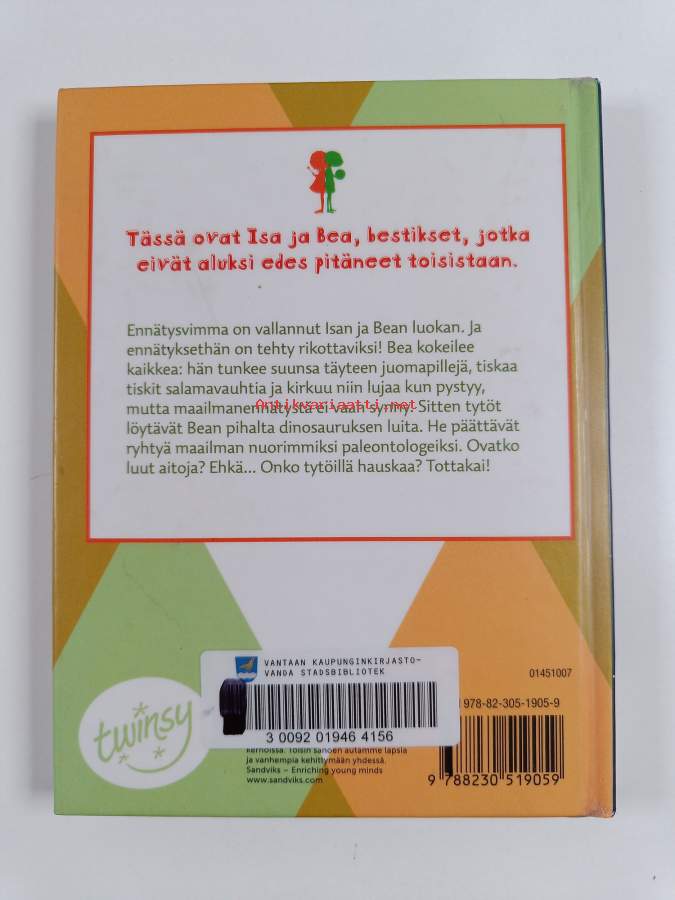 Tässä ovat Isa ja Bea, bestikset, jotka
eivät aluksi edes pitäneet toisistaan.
Ennätysvimma on vallannut Isan ja Bean luokan. Ja
ennätyksethän on tehty rikottaviksi! Bea kokeilee
kaikkea: hän tunkee suunsa täyteen juomapillejä, tiskaa
tiskit salamavauhtia ja kirkuu niin lujaa kun pystyy,
Antikvariaatti.net
mutta maailmanennätystä ei vaan synny! Sitten tytöt
löytävät Bean pihalta dinosauruksen luita. He päättävät
ryhtyä maailman nuorimmiksi paleontologeiksi. Ovatko
luut aitoja? Ehkä... Onko tytöillä hauskaa? Tottakai!
VANTAAN KAUPUNGINKIRJASTO-
VANDA STADSBIBLIOTEK
3 0092 01946 4156
01451007
978-82-305-1905-9
9 788230 519059
twinsy
kerhoissa. Toisin sanoen autamme lapsia
ja vanhempia kehittymään yhdessä.
Sandviks – Enriching young minds
www.sandviks.com